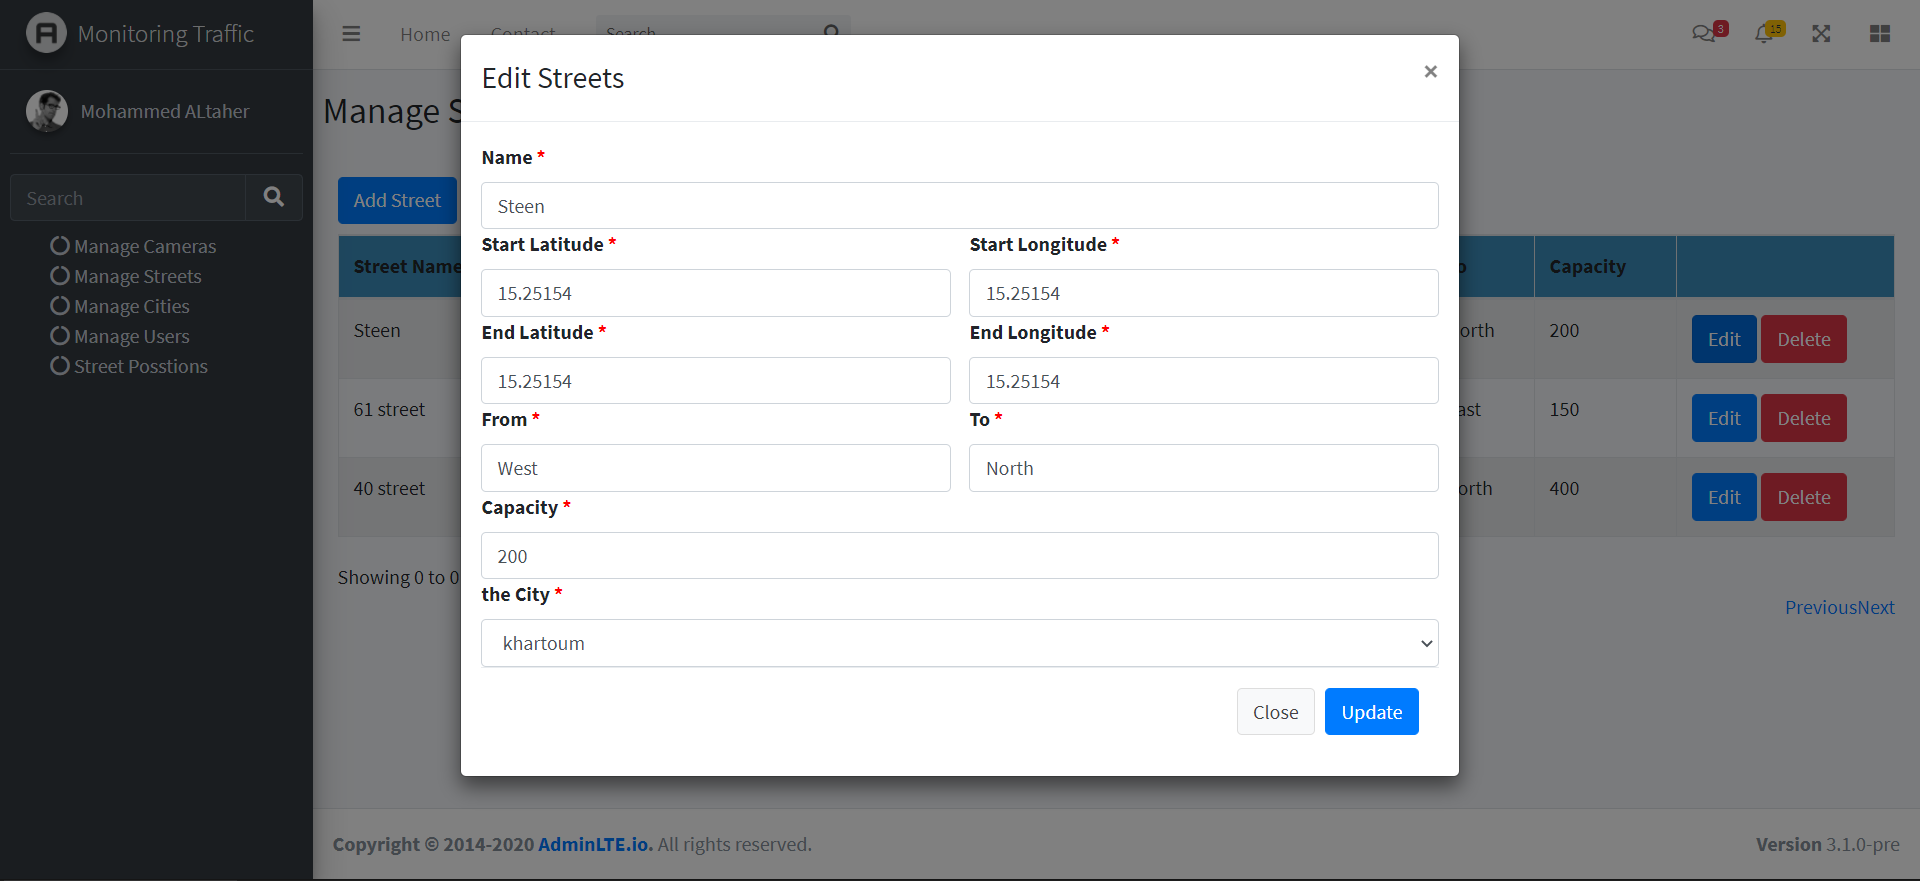 Monitoring Traffic
Home Contact Search
3
15
Mohammed ALtaher
Search
Manage Cameras
Manage Streets
Manage Cities
Manage Users
Street Posstions
Manage S
Add Street
Street Name Capacity
Steen orth 200 Edit Delete
61 street ast 150 Edit Delete
40 street orth 400 Edit Delete
Showing 0 to 0
PreviousNext
Edit Streets
×
Name *
Steen
Start Latitude * Start Longitude *
15.25154 15.25154
End Latitude * End Longitude *
15.25154 15.25154
From * To *
West North
Capacity *
200
the City *
khartoum
Close Update
Copyright © 2014-2020 AdminLTE.io. All rights reserved.
Version 3.1.0-pre